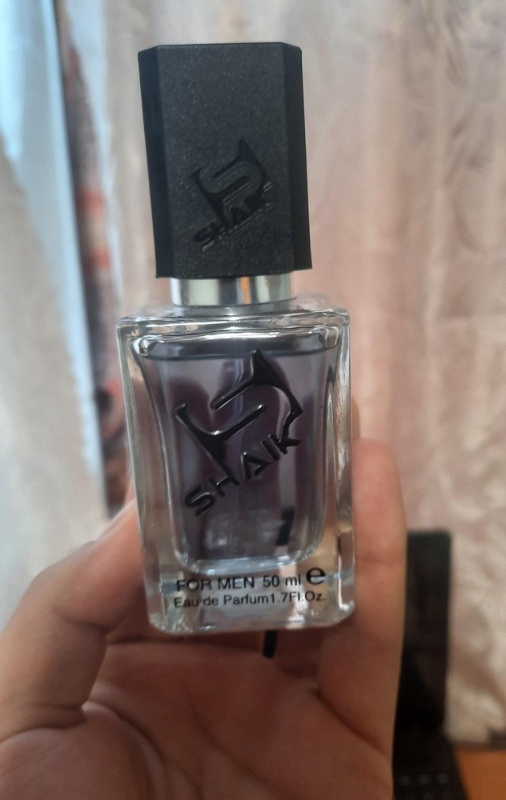 SHAIK
SHAIK
FOR MEN 50 ml e
Eau de Parfum1.7Fl.Oz.